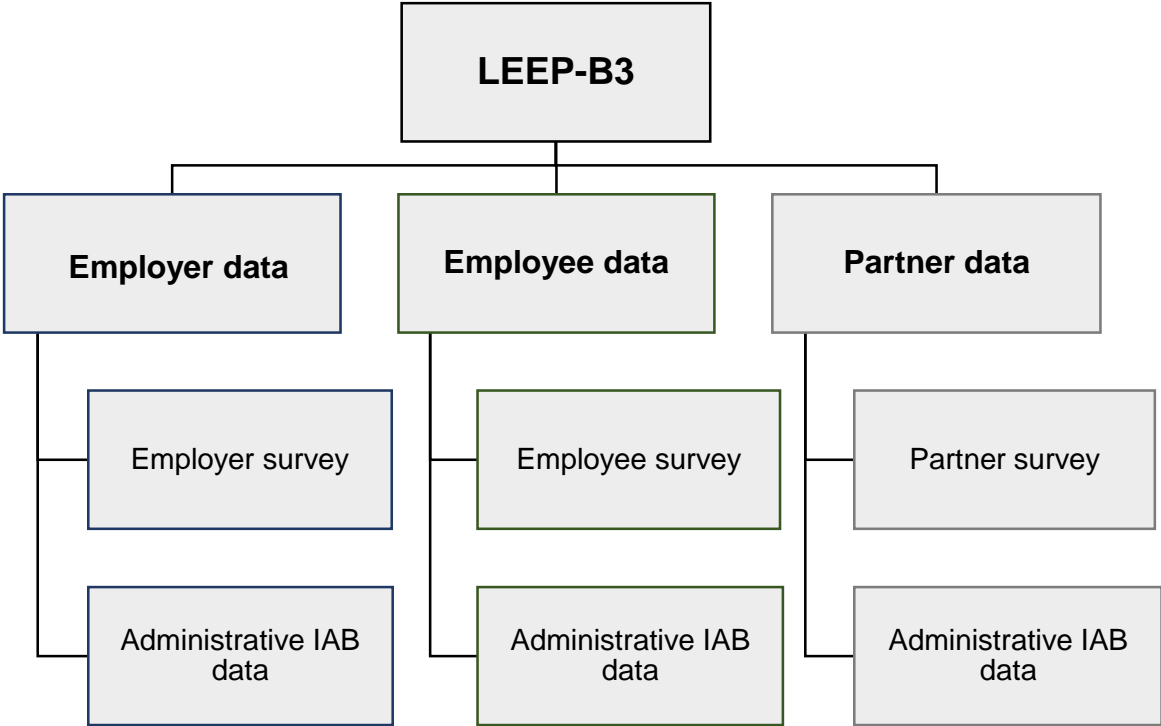 LEEP-B3
Employer data
Employee data
Partner data
Employer survey
Employee survey
Partner survey
Administrative IAB
data
Administrative IAB
data
Administrative IAB
data